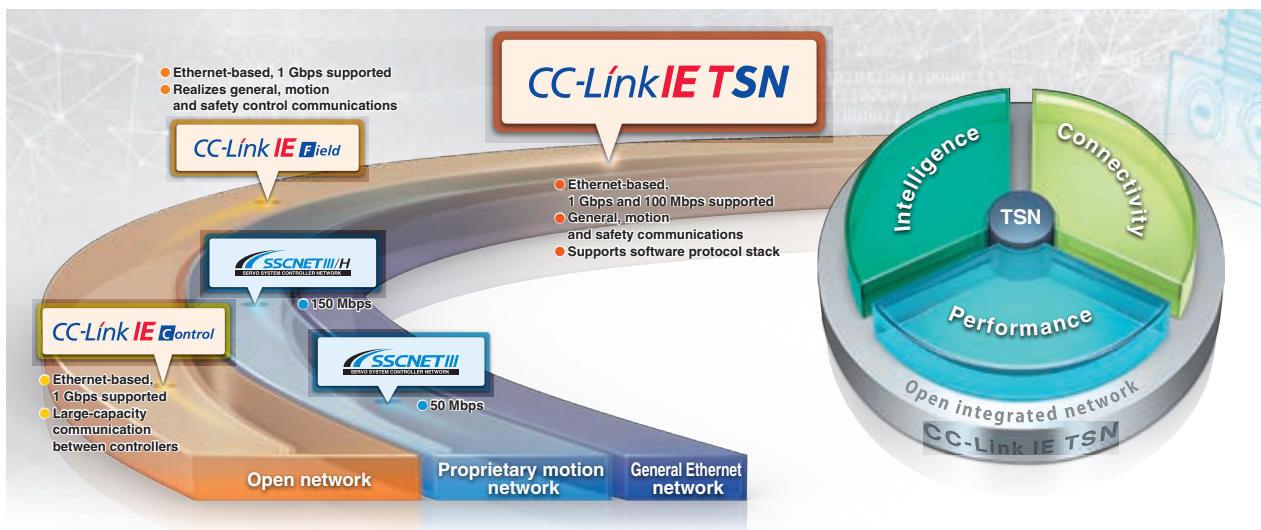 Ethernet-based, 1 Gbps supported
Realizes general, motion
and safety control communications
CC-Link IE Field
CC-Link IE TSN
Ethernet-based,
1 Gbps and 100 Mbps supported
General, motion
and safety communications
Supports software protocol stack
SSCNETIII/H
SERVO SYSTEM CONTROLLER NETWORK
150 Mbps
CC-Link IE Control
Ethernet-based,
1 Gbps supported
Large-capacity
communication
between controllers
SSCNETIII
SERVO SYSTEM CONTROLLER NETWORK
50 Mbps
Open network
Proprietary motion
network
General Ethernet
network
Intelligence
Connectivity
TSN
Performance
Open integrated network
CC-Link IE TSN